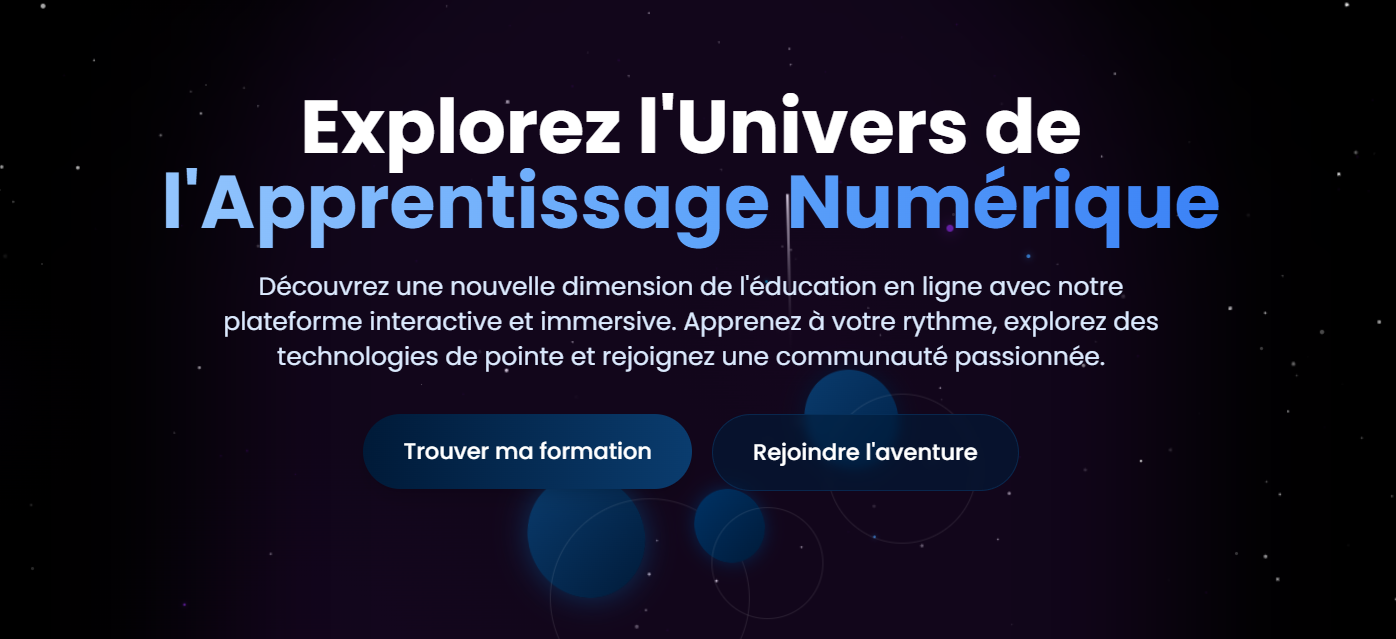 Explorez l'Univers de
l'Apprentissage Numérique
Découvrez une nouvelle dimension de l'éducation en ligne avec notre
plateforme interactive et immersive. Apprenez à votre rythme, explorez des
technologies de pointe et rejoignez une communauté passionnée.
Trouver ma formation
Rejoindre l'aventure